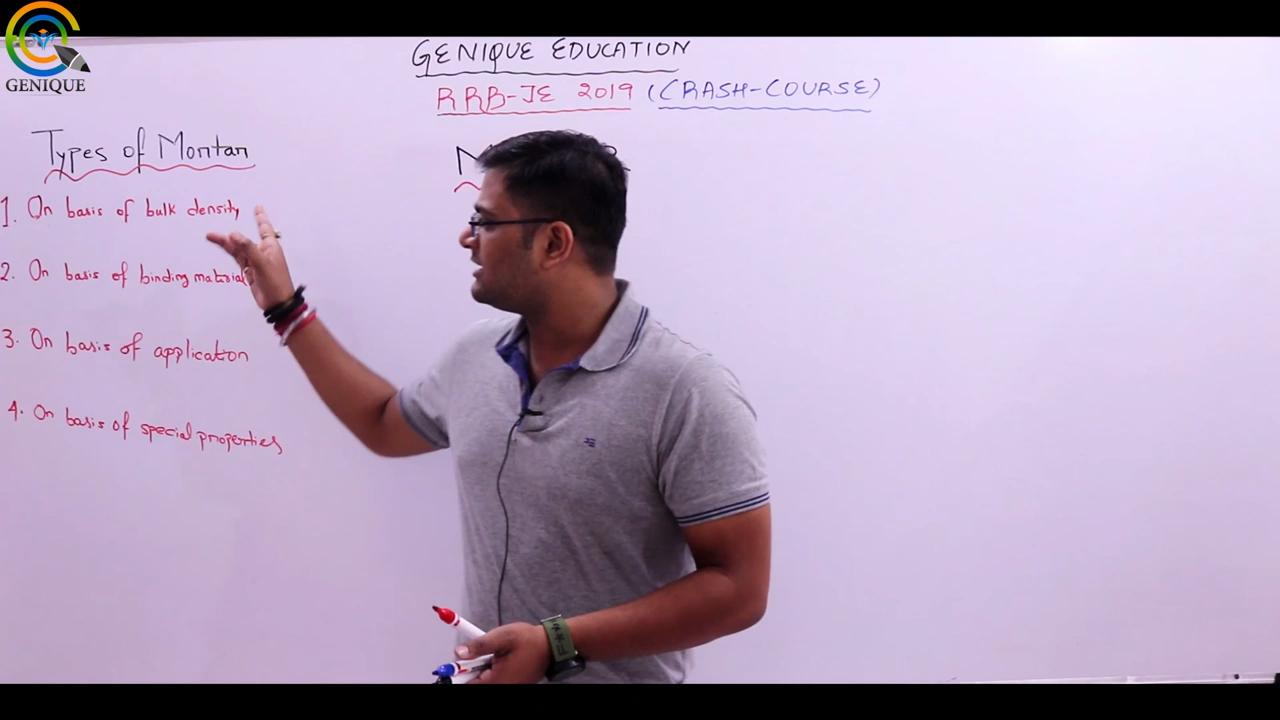 GENIQUE
GENIQUE EDUCATION
RRB-JE 2019 (CRASH-COURSE)
Types of Mortar
1. On basis of bulk density
2. On basis of binding material
3. On basis of application
4. On basis of special properties